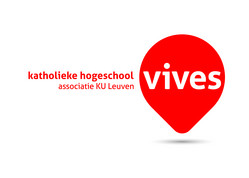 katholieke hogeschool
associatie KU Leuven
vives